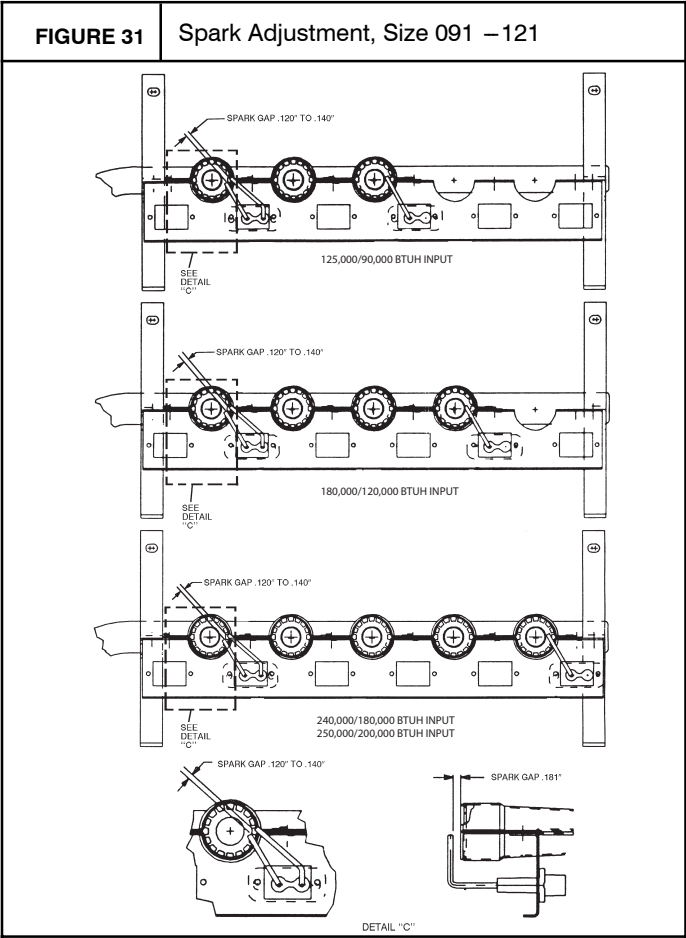 FIGURE 31
Spark Adjustment, Size 091 –121
SPARK GAP .120" TO .140"
SEE
DETAIL
"C"
125,000/90,000 BTUH INPUT
SPARK GAP .120" TO .140"
SEE
DETAIL
"C"
180,000/120,000 BTUH INPUT
SPARK GAP .120" TO .140"
SEE
DETAIL
"C"
240,000/180,000 BTUH INPUT
250,000/200,000 BTUH INPUT
SPARK GAP .120" TO .140"
SPARK GAP .181"
DETAIL "C"